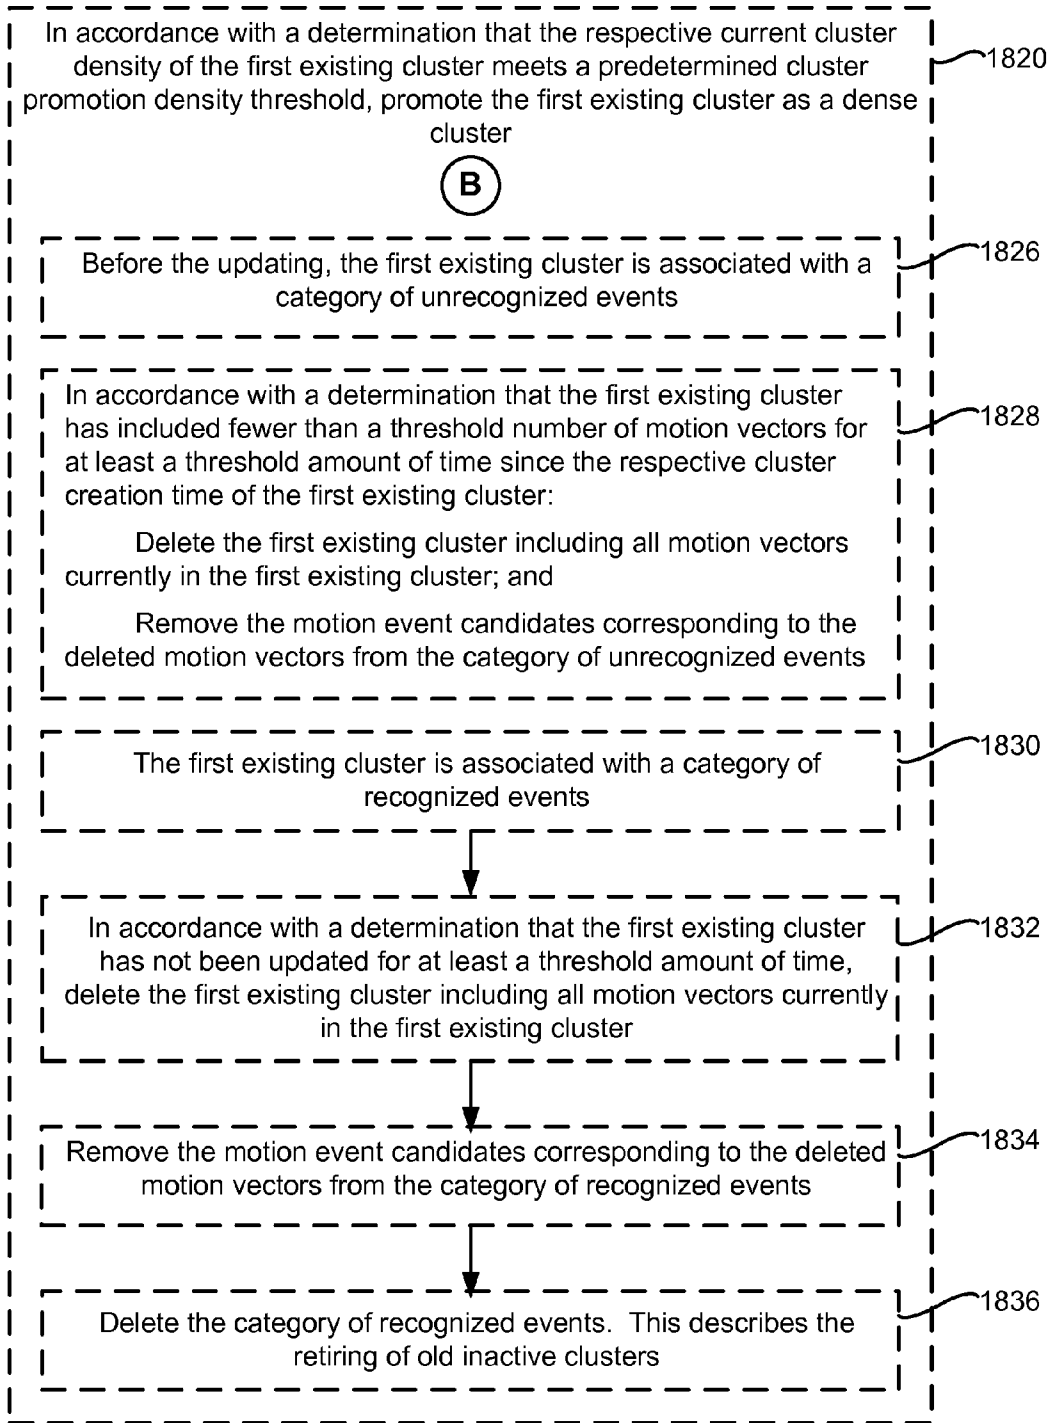 In accordance with a determination that the respective current cluster
density of the first existing cluster meets a predetermined cluster
promotion density threshold, promote the first existing cluster as a dense
cluster
1820
B
Before the updating, the first existing cluster is associated with a
category of unrecognized events
1826
In accordance with a determination that the first existing cluster
has included fewer than a threshold number of motion vectors for
at least a threshold amount of time since the respective cluster
creation time of the first existing cluster:
Delete the first existing cluster including all motion vectors
currently in the first existing cluster; and
Remove the motion event candidates corresponding to the
deleted motion vectors from the category of unrecognized events
1828
The first existing cluster is associated with a category of
recognized events
1830
In accordance with a determination that the first existing cluster
has not been updated for at least a threshold amount of time,
delete the first existing cluster including all motion vectors currently
in the first existing cluster
1832
Remove the motion event candidates corresponding to the deleted
motion vectors from the category of recognized events
1834
Delete the category of recognized events.  This describes the
retiring of old inactive clusters
1836